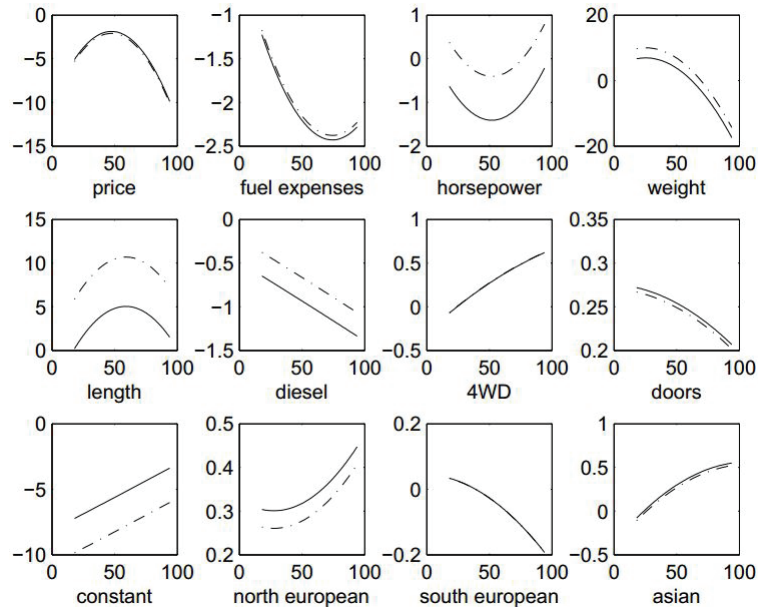 0 −1 2 20
−5 −1.5 1 0
−10 −2 0
−15 −2.5 −1 −20
−2
0 50 100 0 50 100 0 50 100 0 50 100
price fuel expenses horsepower weight
15 0 1 0.35
10 −0.5 0.5 0.3
5 −1 0 0.25
0 −1.5 −0.5 0.2
0 50 100 0 50 100 0 50 100 0 50 100
length diesel 4WD doors
0 0.5 0.2 1
−5 0.4 0 0.5
0.3 0
−10 0.2 −0.2 −0.5
0 50 100 0 50 100 0 50 100 0 50 100
constant north european south european asian